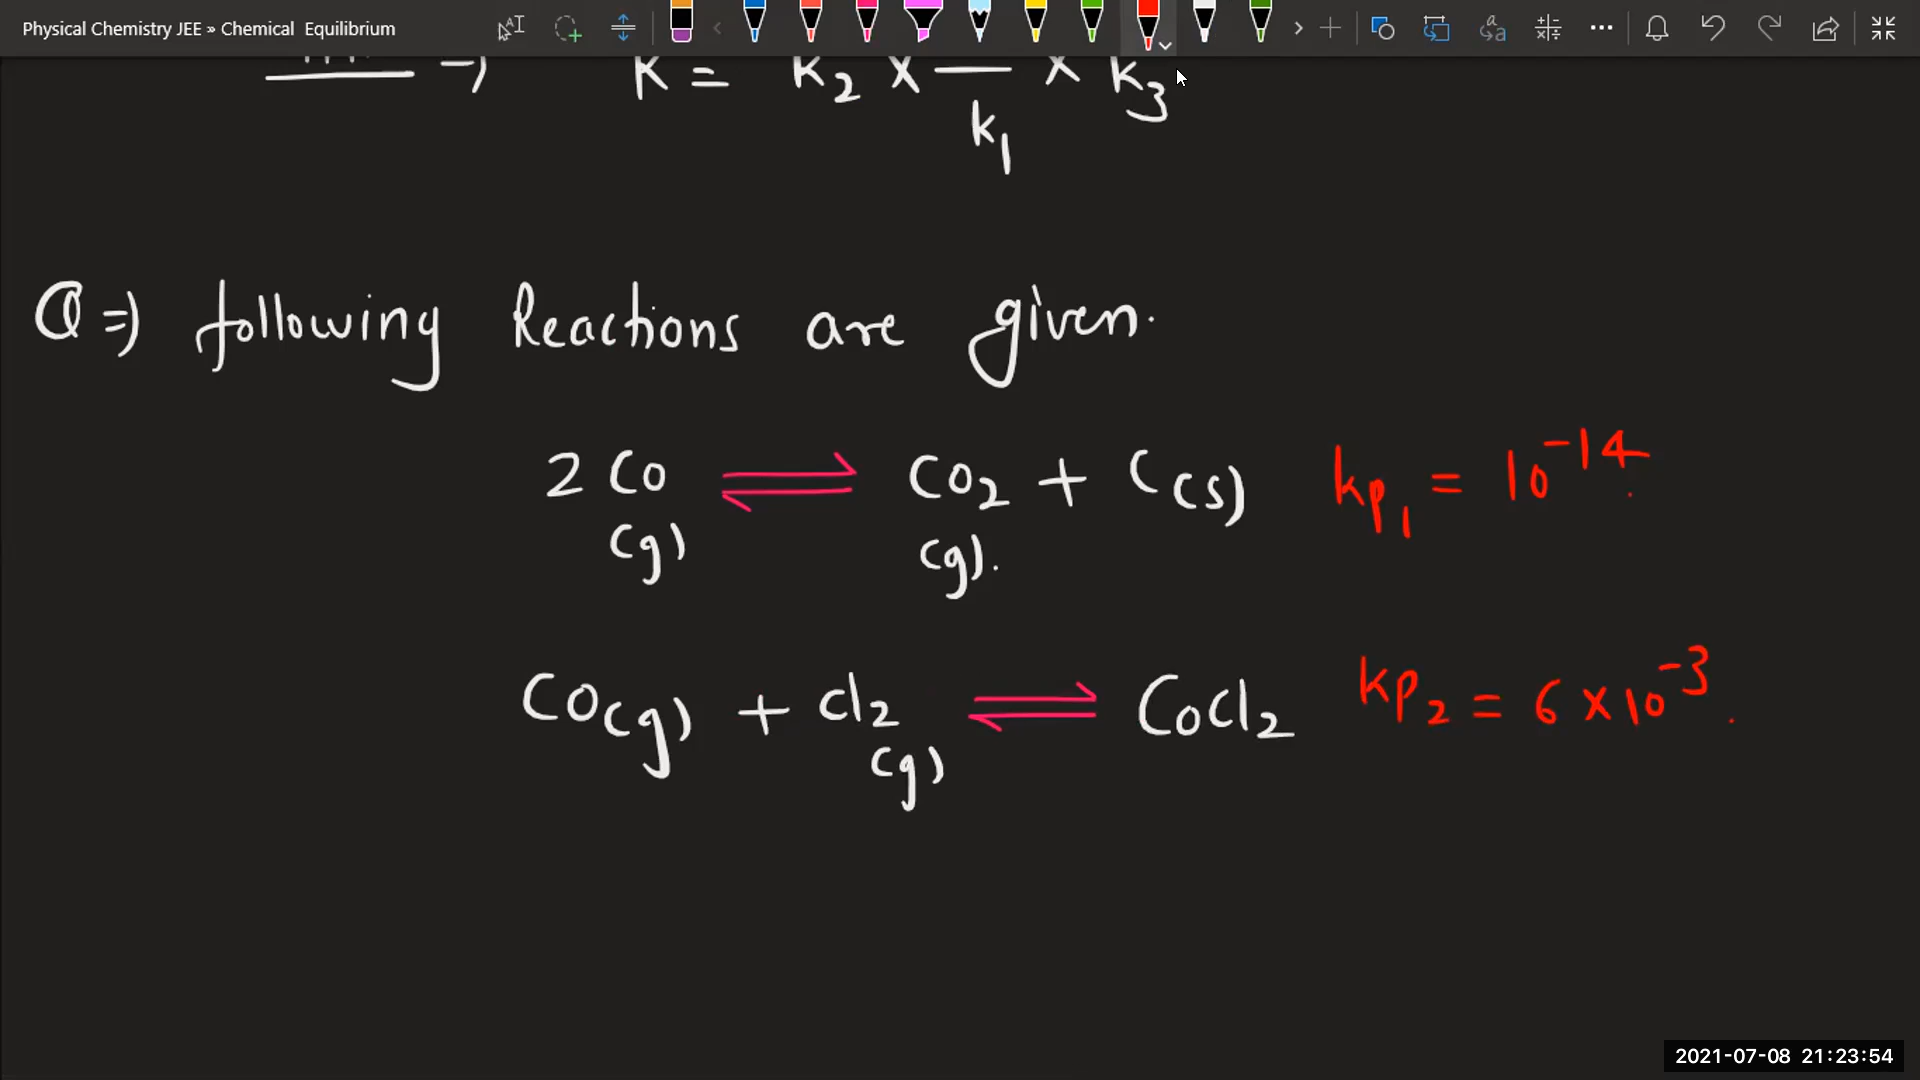 Physical Chemistry JEE » Chemical Equilibrium
K = K₂ × — × K₃
k₁
Q ⇒) following Reactions are given.
2 CO (g) ⇌ CO₂ (g). + C(s) kp₁ = 10⁻¹⁴.
CO(g) + Cl₂ (g) ⇌ COCl₂ kp₂ = 6 × 10⁻³.
2021-07-08 21:23:54